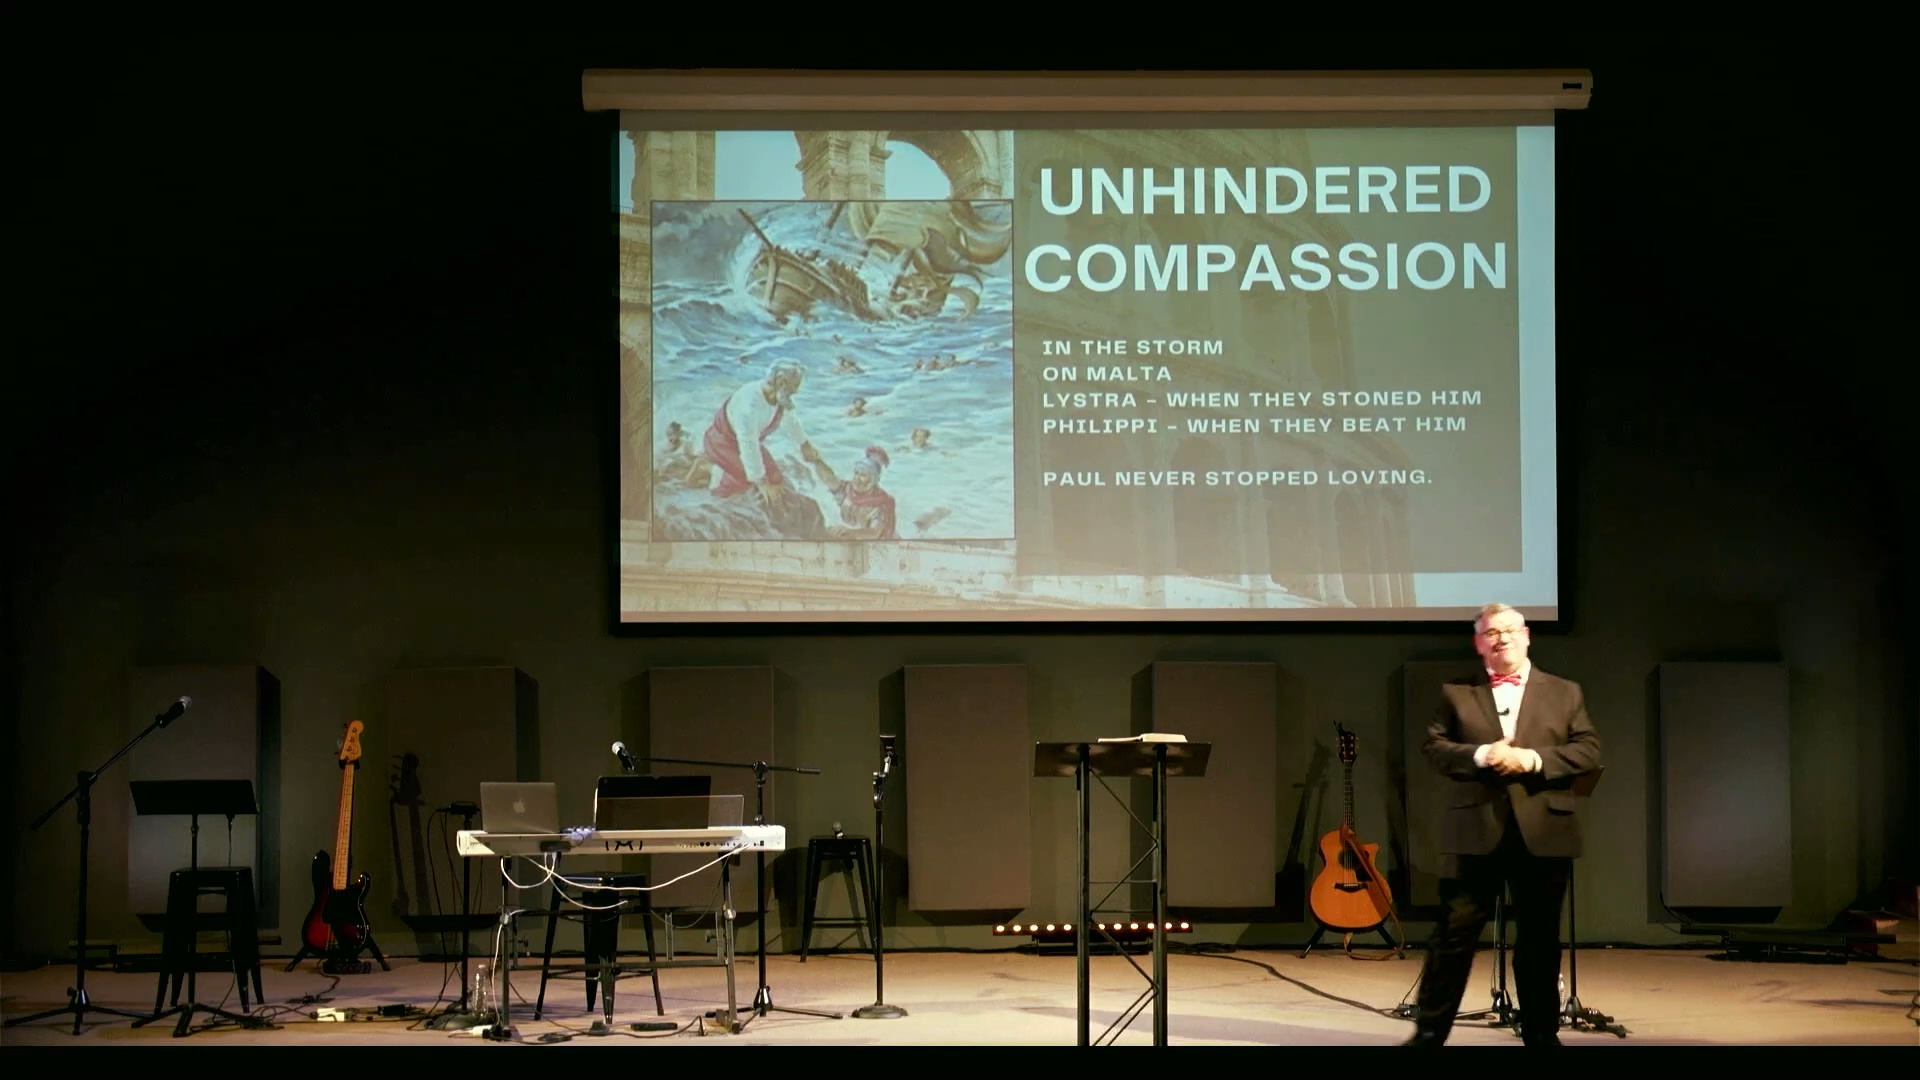 UNHINDERED
COMPASSION
IN THE STORM
ON MALTA
LYSTRA – WHEN THEY STONED HIM
PHILIPPI – WHEN THEY BEAT HIM
PAUL NEVER STOPPED LOVING.